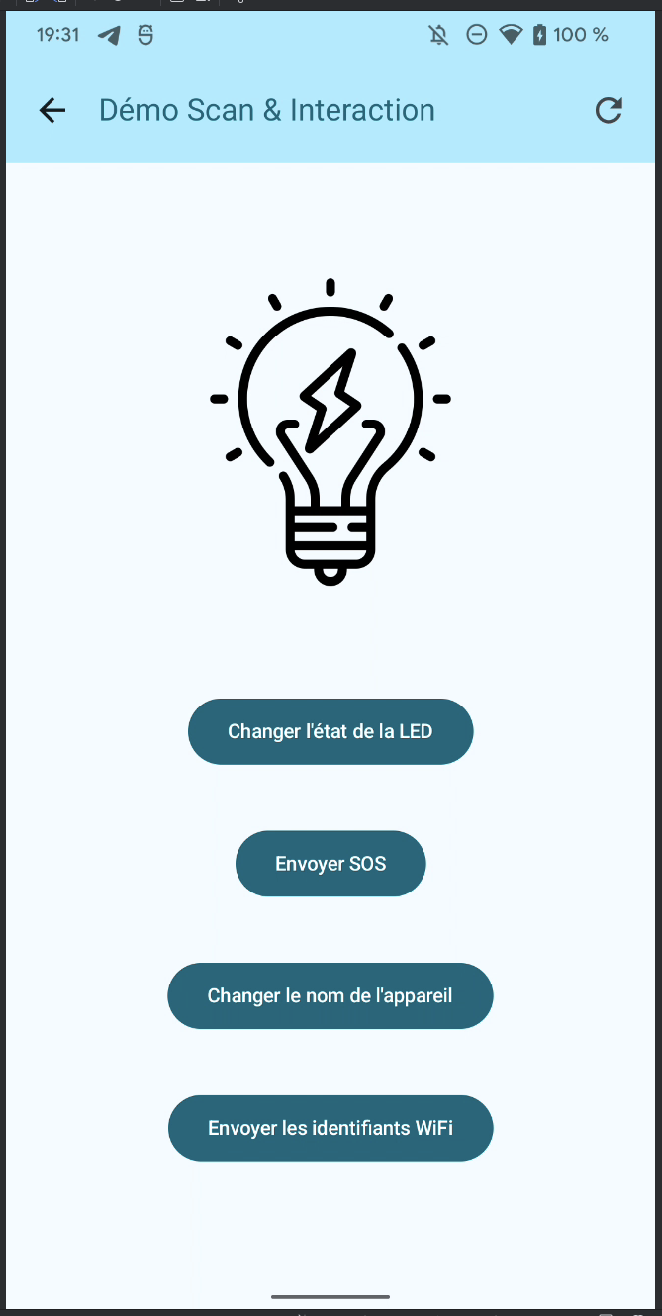 19:31 100 %
Démo Scan & Interaction
Changer l'état de la LED
Envoyer SOS
Changer le nom de l'appareil
Envoyer les identifiants WiFi